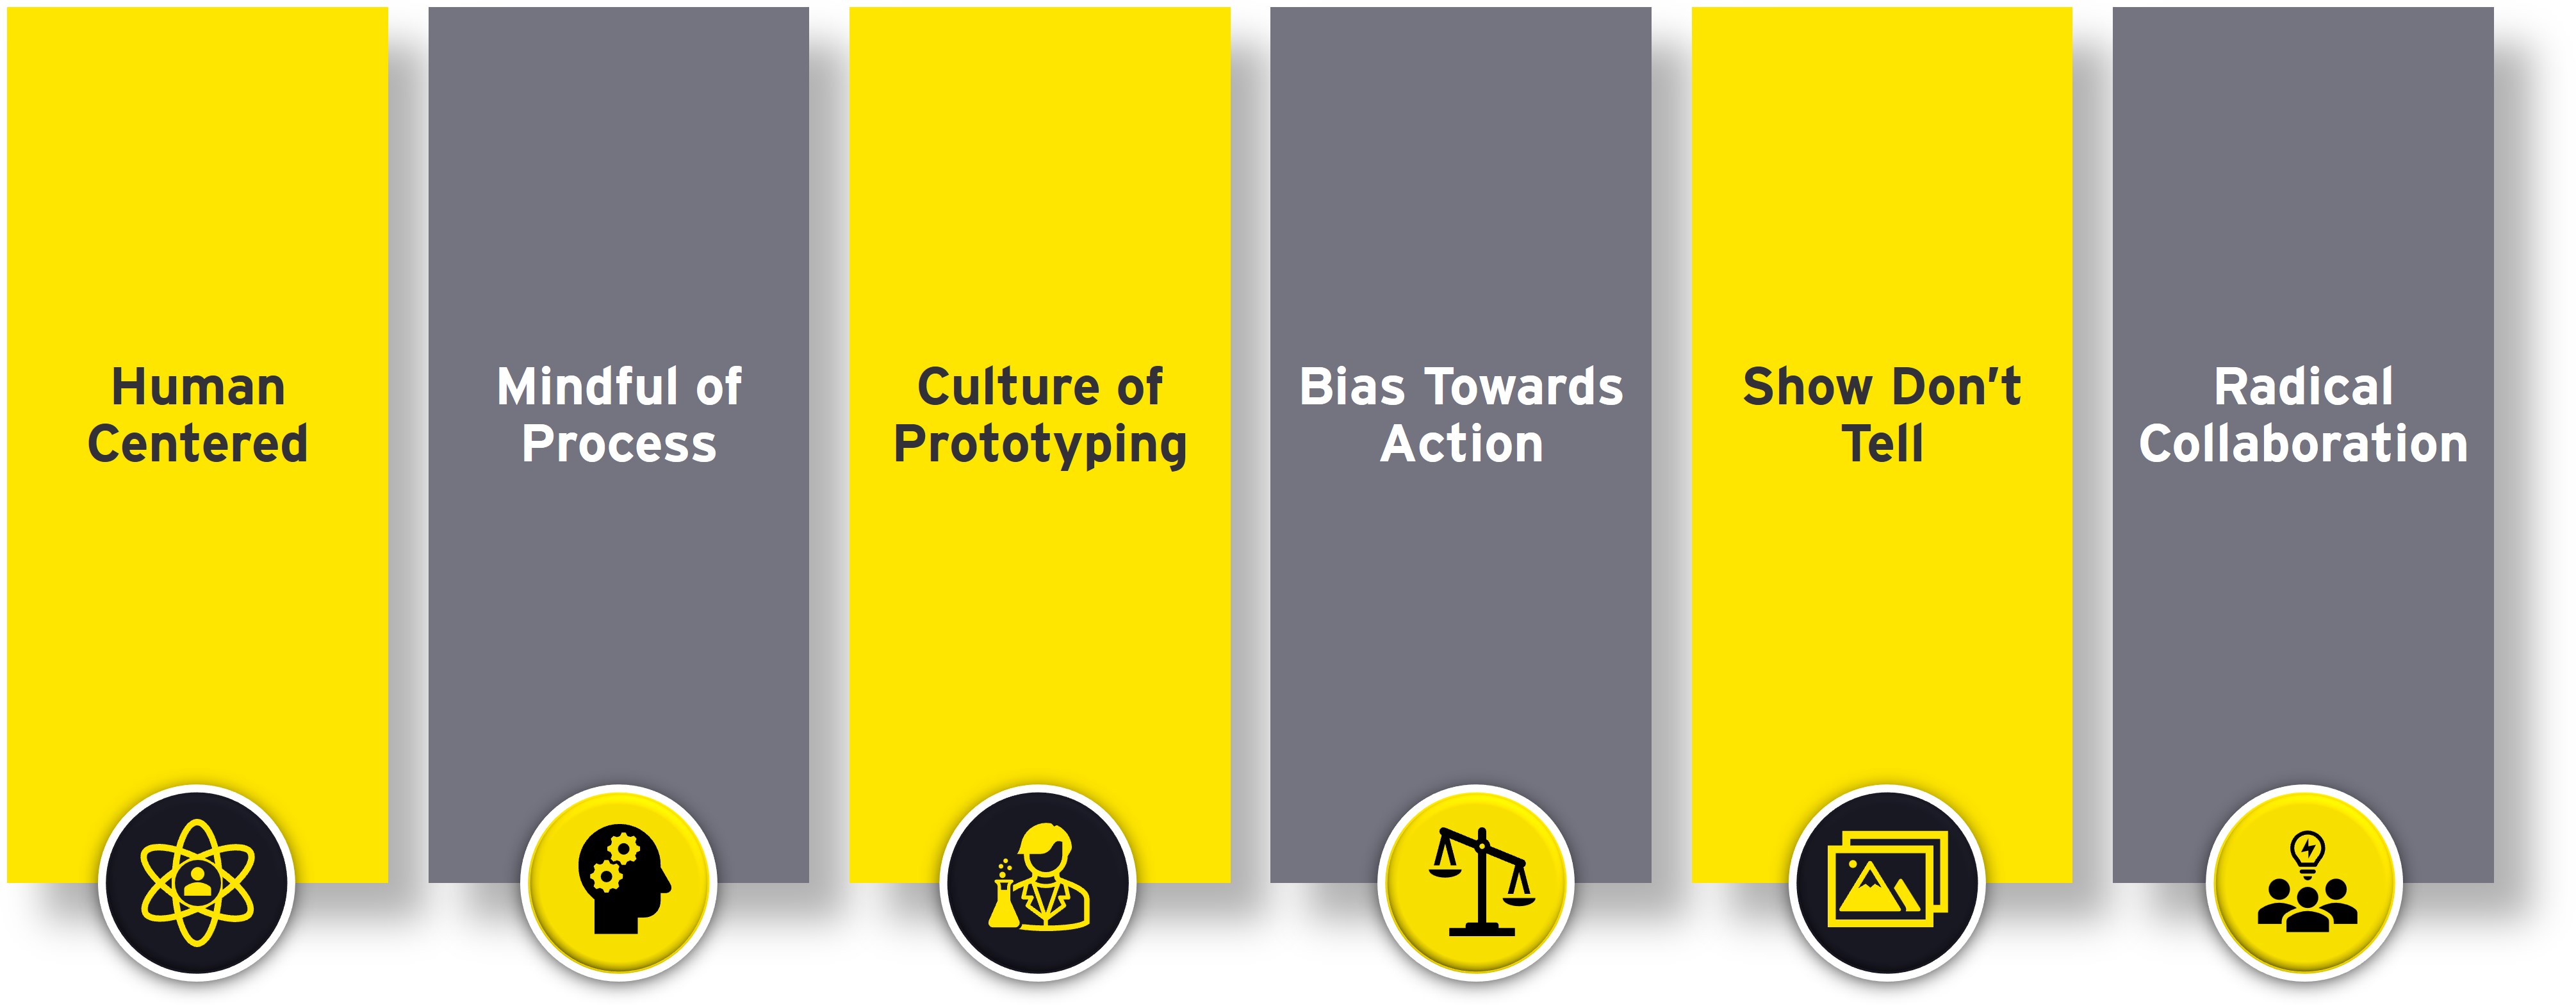 Human
Centered
Mindful of
Process
Culture of
Prototyping
Bias Towards
Action
Show Don't
Tell
Radical
Collaboration